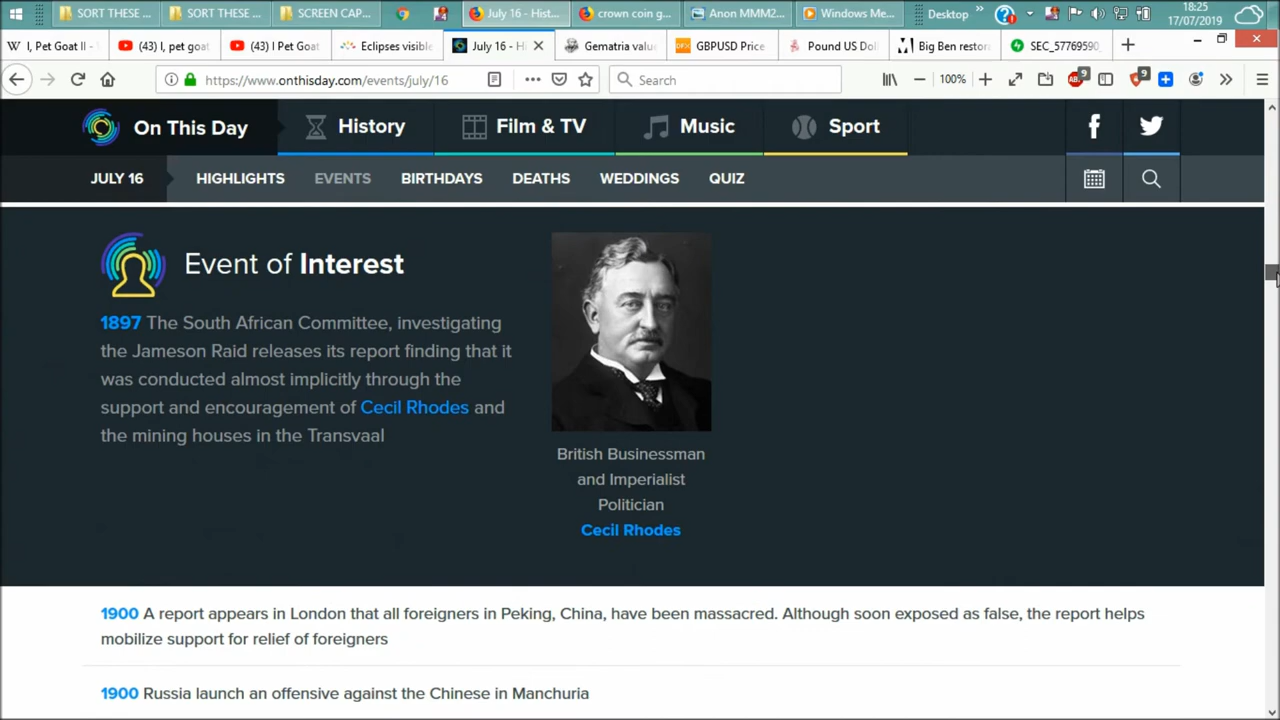 SORT THESE ...
SORT THESE ...
SCREEN CAP...
July 16 - Hist...
crown coin g...
Anon MMM2...
Windows Me...
Desktop
18:25
17/07/2019
I, Pet Goat II -
(43) I, pet goat
(43) I Pet Goat
Eclipses visible
July 16 - Hi
Gematria valu
GBPUSD Price
Pound US Doll
Big Ben restor
SEC_57769590
https://www.onthisday.com/events/july/16
Search
100%
9
9
On This Day
History
Film & TV
Music
Sport
JULY 16
HIGHLIGHTS
EVENTS
BIRTHDAYS
DEATHS
WEDDINGS
QUIZ
Event of Interest
1897 The South African Committee, investigating
the Jameson Raid releases its report finding that it
was conducted almost implicitly through the
support and encouragement of Cecil Rhodes and
the mining houses in the Transvaal
British Businessman
and Imperialist
Politician
Cecil Rhodes
1900 A report appears in London that all foreigners in Peking, China, have been massacred. Although soon exposed as false, the report helps
mobilize support for relief of foreigners
1900 Russia launch an offensive against the Chinese in Manchuria